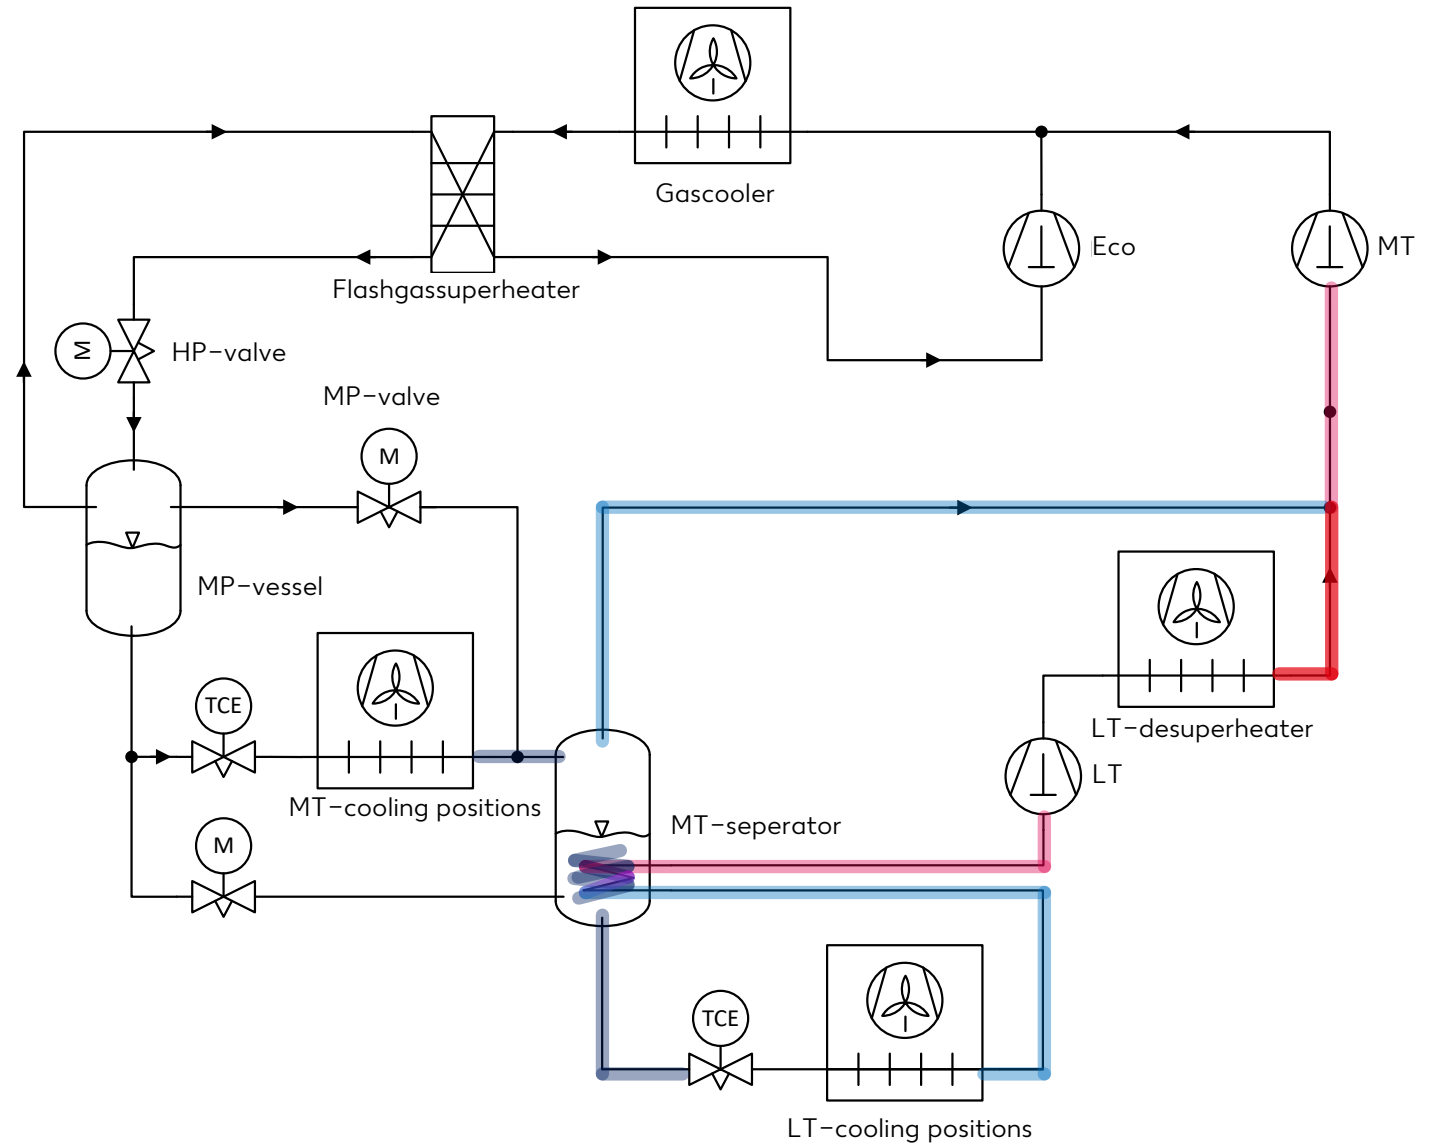 Gascooler
Eco
MT
Flashgassuperheater
M
HP-valve
MP-valve
M
MP-vessel
TCE
LT-desuperheater
LT
MT-cooling positions
MT-seperator
M
TCE
LT-cooling positions